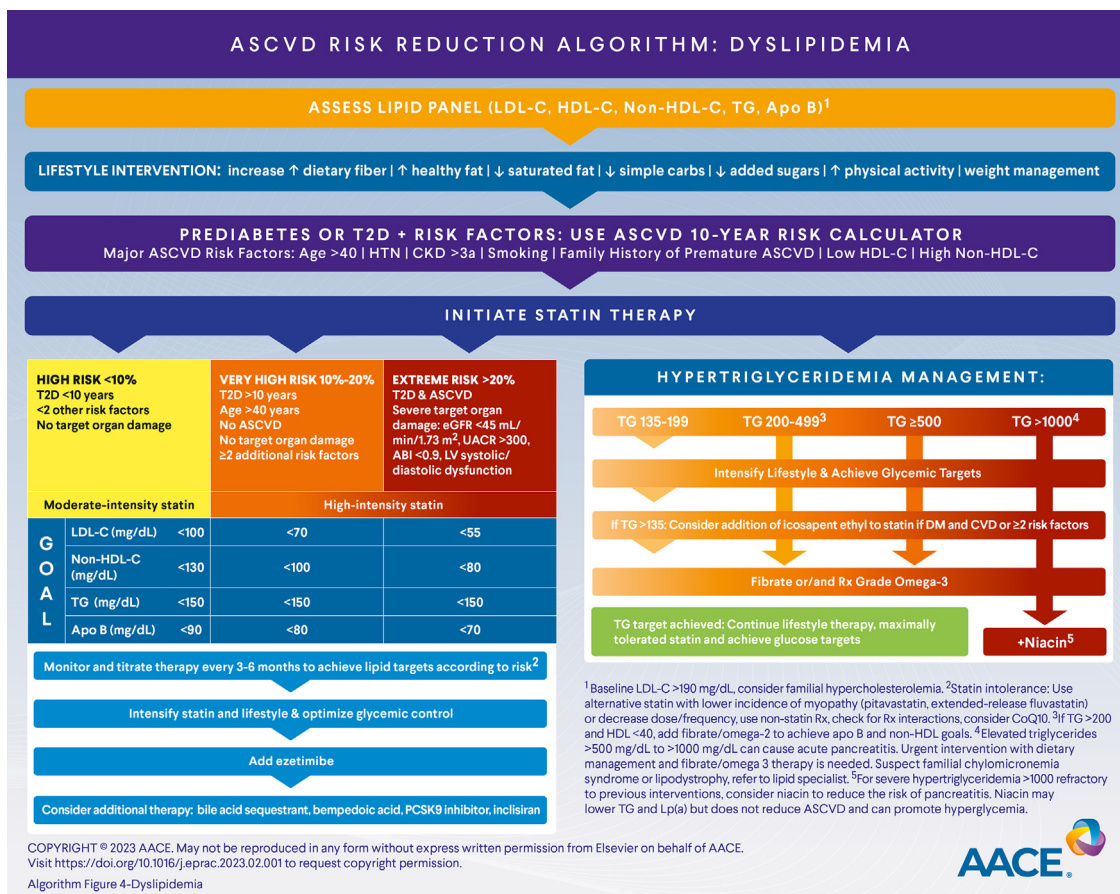 ASCVD RISK REDUCTION ALGORITHM: DYSLIPIDEMIA
ASSESS LIPID PANEL (LDL-C, HDL-C, Non-HDL-C, TG, Apo B)¹
LIFESTYLE INTERVENTION: increase ↑ dietary fiber | ↑ healthy fat | ↓ saturated fat | ↓ simple carbs | ↓ added sugars | ↑ physical activity | weight management
PREDIABETES OR T2D + RISK FACTORS: USE ASCVD 10-YEAR RISK CALCULATOR
Major ASCVD Risk Factors: Age >40 | HTN | CKD >3a | Smoking | Family History of Premature ASCVD | Low HDL-C | High Non-HDL-C
INITIATE STATIN THERAPY
HIGH RISK <10%
T2D <10 years
<2 other risk factors
No target organ damage
VERY HIGH RISK 10%-20%
T2D >10 years
Age >40 years
No ASCVD
No target organ damage
≥2 additional risk factors
EXTREME RISK >20%
T2D & ASCVD
Severe target organ
damage: eGFR <45 mL/
min/1.73 m², UACR >300,
ABI <0.9, LV systolic/
diastolic dysfunction
Moderate-intensity statin
High-intensity statin
GOAL
LDL-C (mg/dL) <100 <70 <55
Non-HDL-C
(mg/dL) <130 <100 <80
TG (mg/dL) <150 <150 <150
Apo B (mg/dL) <90 <80 <70
Monitor and titrate therapy every 3-6 months to achieve lipid targets according to risk²
Intensify statin and lifestyle & optimize glycemic control
Add ezetimibe
Consider additional therapy: bile acid sequestrant, bempedoic acid, PCSK9 inhibitor, inclisiran
HYPERTRIGLYCERIDEMIA MANAGEMENT:
TG 135-199 TG 200-499³ TG ≥500 TG >1000⁴
Intensify Lifestyle & Achieve Glycemic Targets
If TG >135: Consider addition of icosapent ethyl to statin if DM and CVD or ≥2 risk factors
Fibrate or/and Rx Grade Omega-3
TG target achieved: Continue lifestyle therapy, maximally
tolerated statin and achieve glucose targets
+Niacin⁵
¹Baseline LDL-C >190 mg/dL, consider familial hypercholesterolemia. ²Statin intolerance: Use
alternative statin with lower incidence of myopathy (pitavastatin, extended-release fluvastatin)
or decrease dose/frequency, use non-statin Rx, check for Rx interactions, consider CoQ10. ³If TG >200
and HDL <40, add fibrate/omega-2 to achieve apo B and non-HDL goals. ⁴Elevated triglycerides
>500 mg/dL to >1000 mg/dL can cause acute pancreatitis. Urgent intervention with dietary
management and fibrate/omega 3 therapy is needed. Suspect familial chylomicronemia
syndrome or lipodystrophy, refer to lipid specialist. ⁵For severe hypertriglyceridemia >1000 refractory
to previous interventions, consider niacin to reduce the risk of pancreatitis. Niacin may
lower TG and Lp(a) but does not reduce ASCVD and can promote hyperglycemia.
COPYRIGHT © 2023 AACE. May not be reproduced in any form without express written permission from Elsevier on behalf of AACE.
Visit https://doi.org/10.1016/j.eprac.2023.02.001 to request copyright permission.
Algorithm Figure 4-Dyslipidemia
AACE®